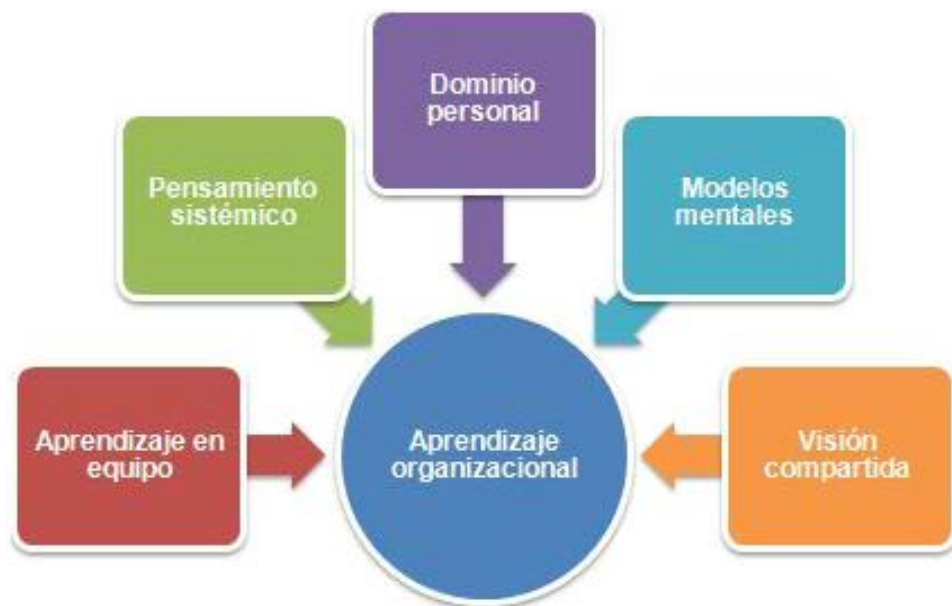 Dominio
personal
Pensamiento
sistémico
Modelos
mentales
Aprendizaje en
equipo
Aprendizaje
organizacional
Visión
compartida